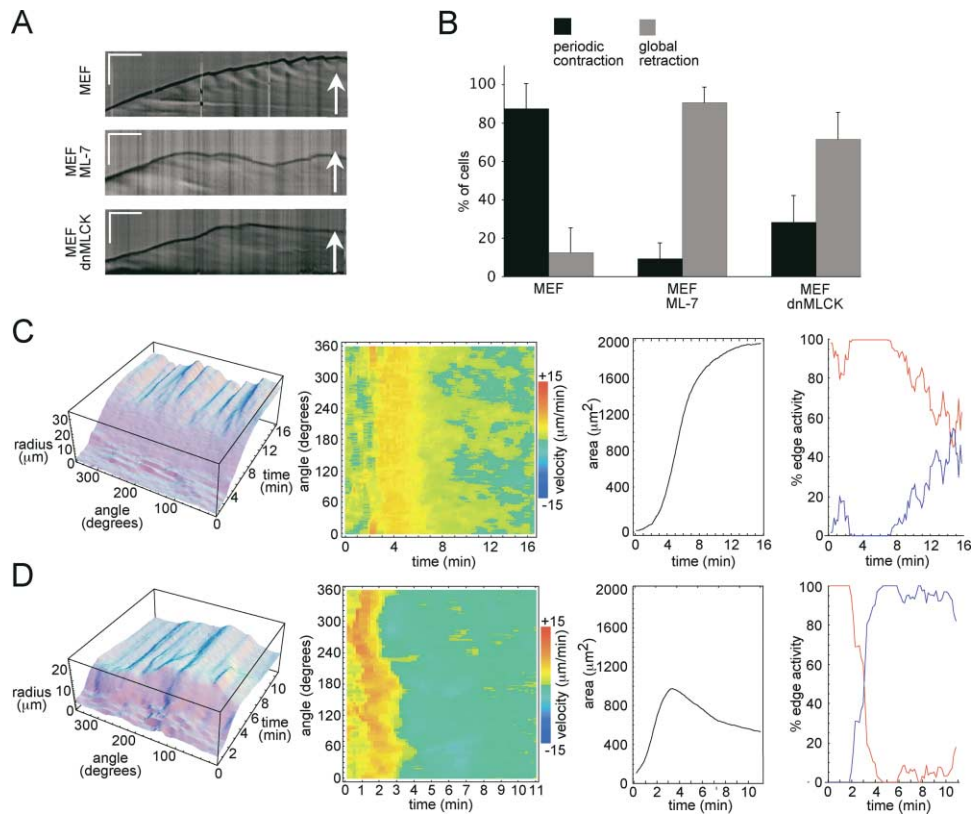 A
MEF
MEF
ML-7
MEF
dnMLCK
B
periodic
contraction
global
retraction
% of cells
100
80
60
40
20
0
MEF
MEF
ML-7
MEF
dnMLCK
C
radius
(μm)
30
20
10
0
300
200
100
0
angle
(degrees)
4
8
12
16
time
(min)
angle (degrees)
360
300
240
180
120
60
0
0 4 8 12 16
time (min)
+15
velocity (μm/min)
-15
area (μm2)
2000
1600
1200
800
400
0
0 4 8 12 16
time (min)
% edge activity
100
80
60
40
20
0
0 2 4 6 8 10 12 14 16
time (min)
D
radius
(μm)
20
10
0
300
200
100
0
angle
(degrees)
2
4
6
8
10
time
(min)
angle (degrees)
360
300
240
180
120
60
0
0 1 2 3 4 5 6 7 8 9 10 11
time (min)
+15
velocity (μm/min)
-15
area (μm2)
2000
1600
1200
800
400
0
0 2 4 6 8 10
time (min)
% edge activity
100
80
60
40
20
0 2 4 6 8 10
time (min)